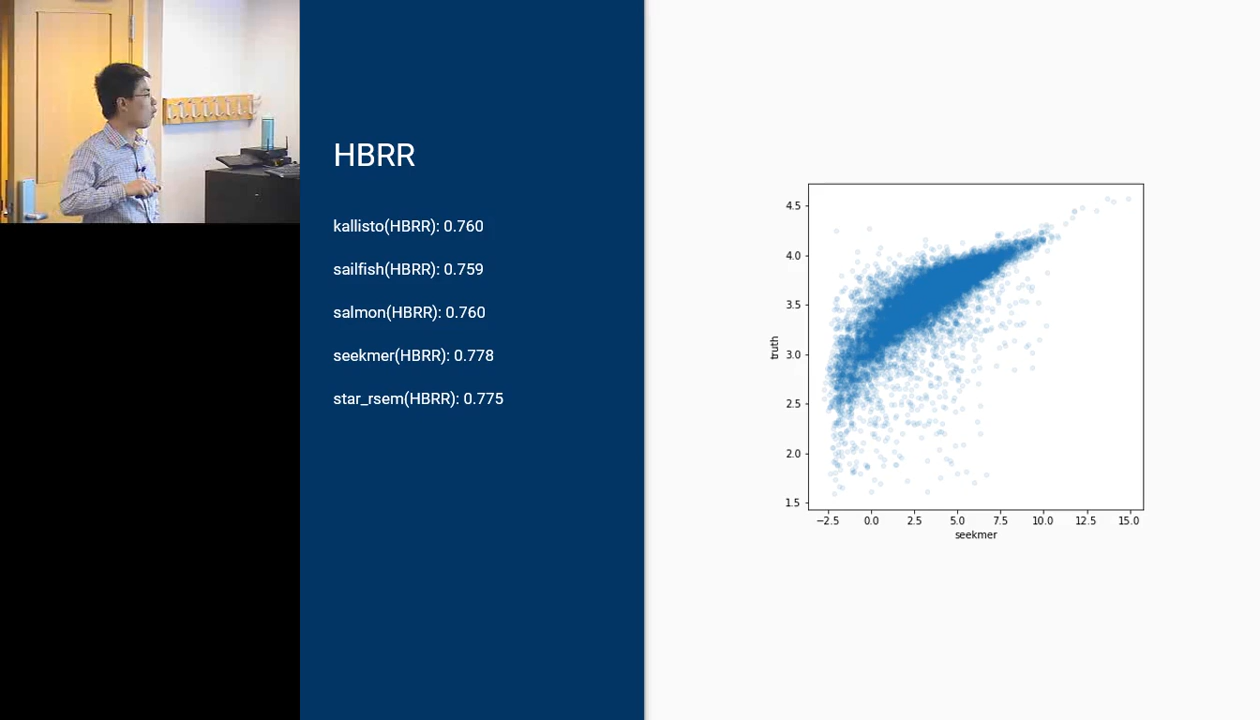 HBRR
kallisto(HBRR): 0.760
sailfish(HBRR): 0.759
salmon(HBRR): 0.760
seekmer(HBRR): 0.778
star_rsem(HBRR): 0.775
4.5
4.0
3.5
3.0
2.5
2.0
1.5
truth
−2.5 0.0 2.5 5.0 7.5 10.0 12.5 15.0
seekmer